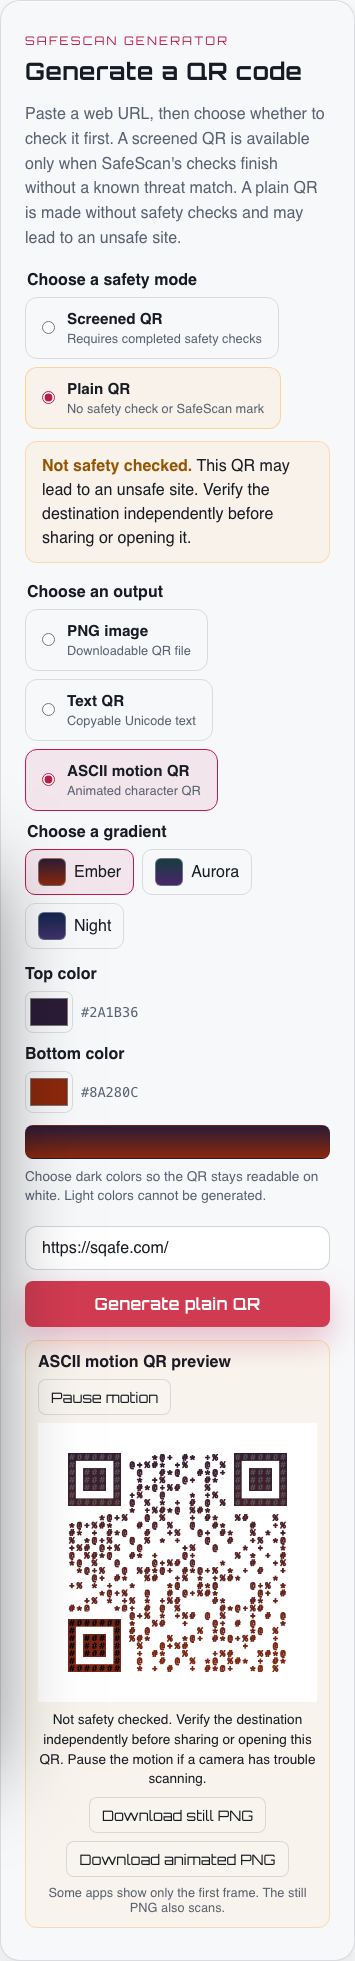 SAFESCAN GENERATOR
Generate a QR code
Paste a web URL, then choose whether to
check it first. A screened QR is available
only when SafeScan's checks finish
without a known threat match. A plain QR
is made without safety checks and may
lead to an unsafe site.
Choose a safety mode
Screened QR
Requires completed safety checks
Plain QR
No safety check or SafeScan mark
Not safety checked. This QR may
lead to an unsafe site. Verify the
destination independently before
sharing or opening it.
Choose an output
PNG image
Downloadable QR file
Text QR
Copyable Unicode text
ASCII motion QR
Animated character QR
Choose a gradient
Ember
Aurora
Night
Top color
#2A1B36
Bottom color
#8A280C
Choose dark colors so the QR stays readable on
white. Light colors cannot be generated.
https://sqafe.com/
Generate plain QR
ASCII motion QR preview
Pause motion
Not safety checked. Verify the destination
independently before sharing or opening this
QR. Pause the motion if a camera has trouble
scanning.
Download still PNG
Download animated PNG
Some apps show only the first frame. The still
PNG also scans.